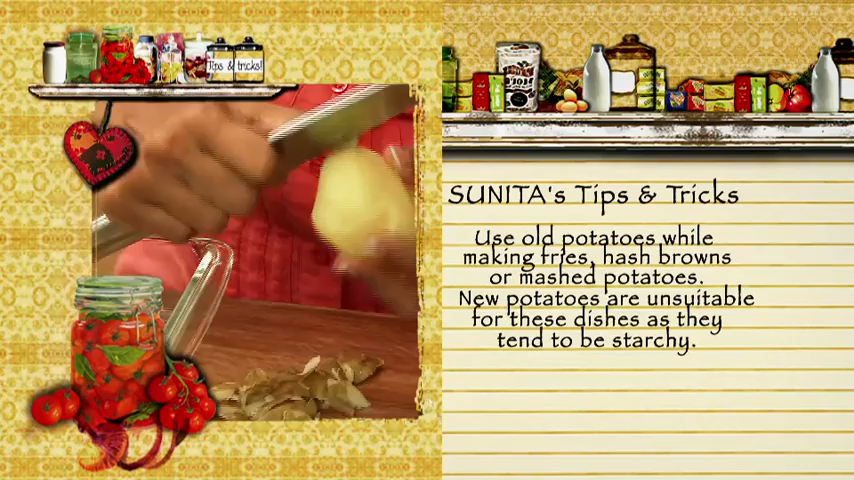 Tips & tricks!
SUNITA's Tips & Tricks
Use old potatoes while
making fries, hash browns
or mashed potatoes.
New potatoes are unsuitable
for these dishes as they
tend to be starchy.